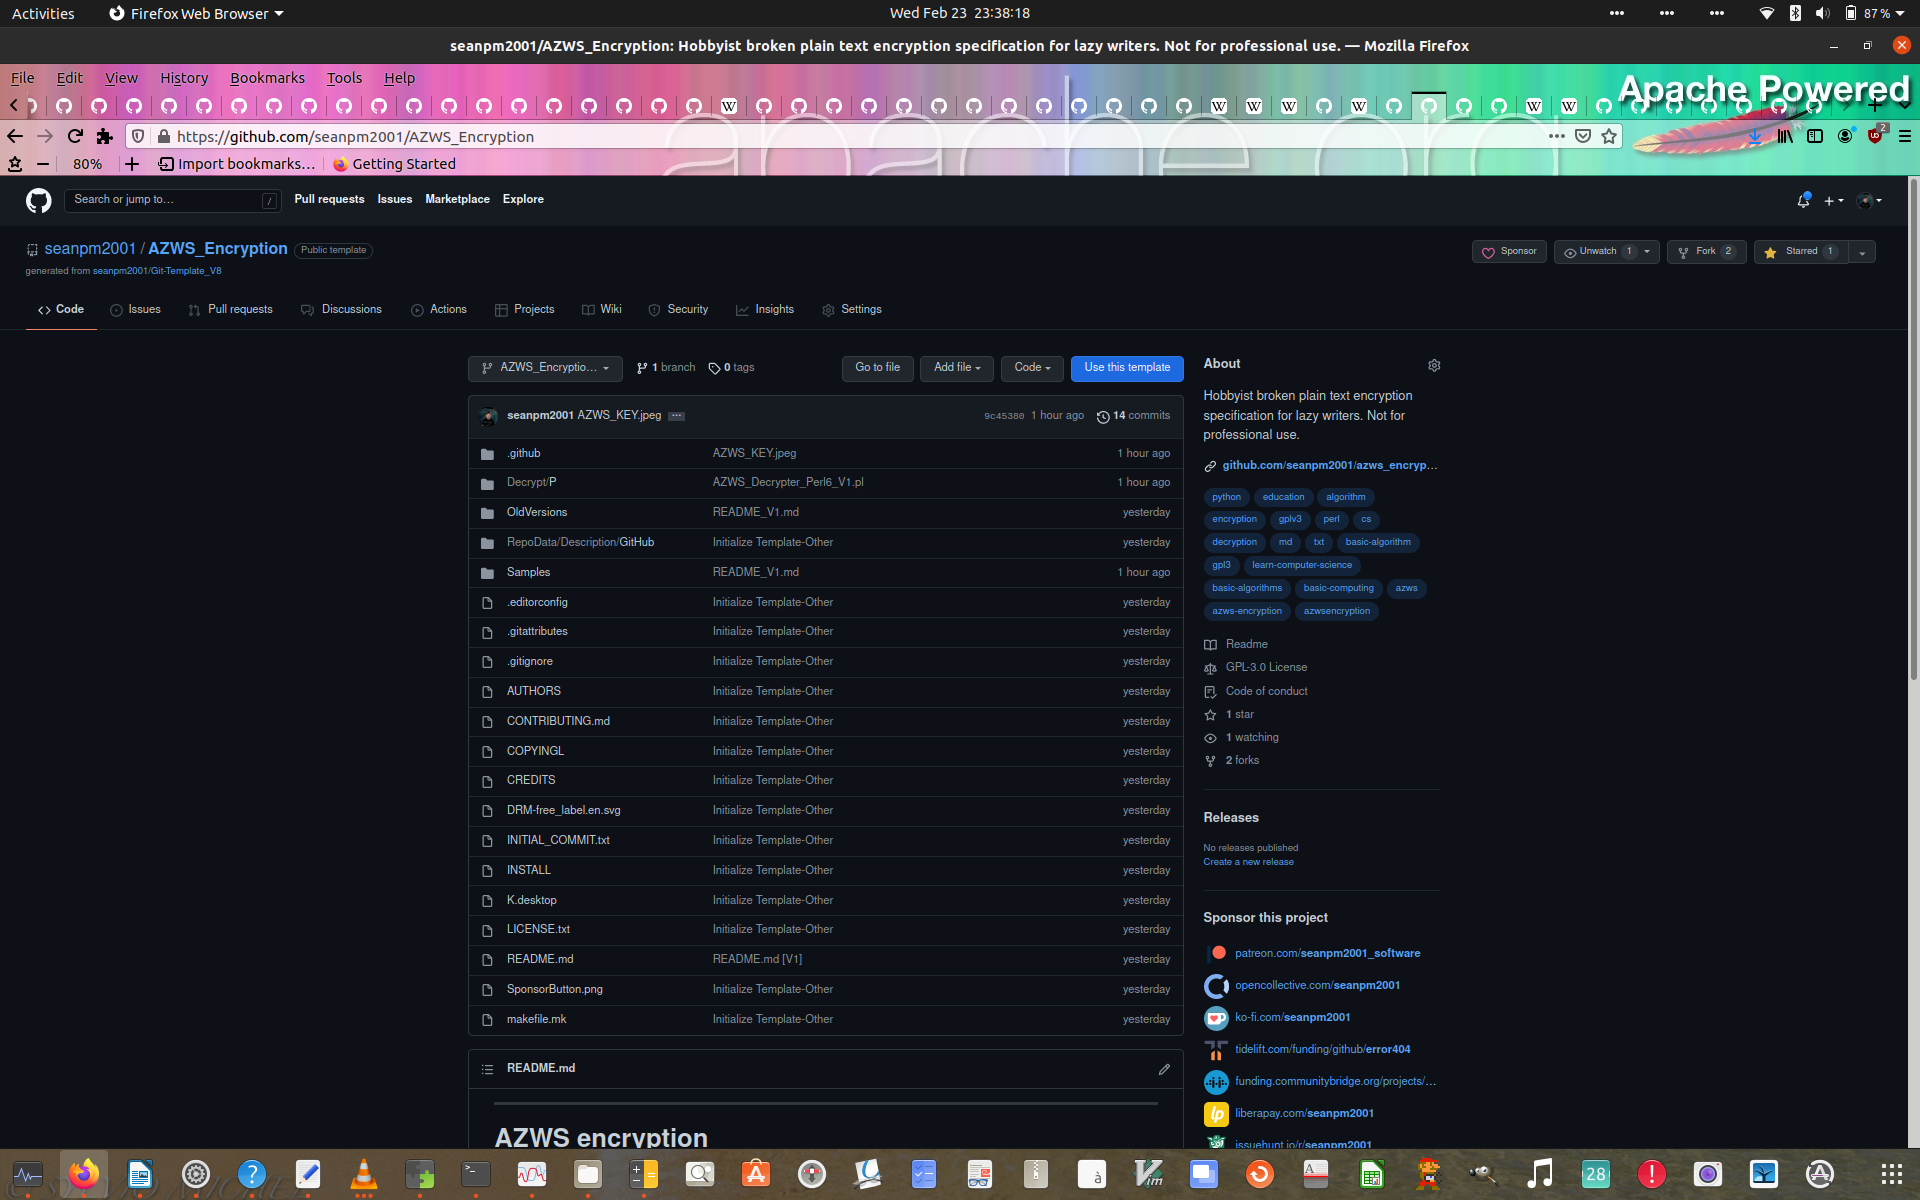 Activities Firefox Web Browser Wed Feb 23 23:38:18 87 %
seanpm2001/AZWS_Encryption: Hobbyist broken plain text encryption specification for lazy writers. Not for professional use. — Mozilla Firefox
File Edit View History Bookmarks Tools Help
Apache Powered
https://github.com/seanpm2001/AZWS_Encryption
2
80% Import bookmarks... Getting Started
Search or jump to... / Pull requests Issues Marketplace Explore
seanpm2001 / AZWS_Encryption Public template
Sponsor Unwatch 1 Fork 2 Starred 1
generated from seanpm2001/Git-Template_V8
Code Issues Pull requests Discussions Actions Projects Wiki Security Insights Settings
AZWS_Encryptio... 1 branch 0 tags Go to file Add file Code Use this template
seanpm2001 AZWS_KEY.jpeg ... 9c45380 1 hour ago 14 commits
.github AZWS_KEY.jpeg 1 hour ago
Decrypt/P AZWS_Decrypter_Perl6_V1.pl 1 hour ago
OldVersions README_V1.md yesterday
RepoData/Description/GitHub Initialize Template-Other yesterday
Samples README_V1.md 1 hour ago
.editorconfig Initialize Template-Other yesterday
.gitattributes Initialize Template-Other yesterday
.gitignore Initialize Template-Other yesterday
AUTHORS Initialize Template-Other yesterday
CONTRIBUTING.md Initialize Template-Other yesterday
COPYINGL Initialize Template-Other yesterday
CREDITS Initialize Template-Other yesterday
DRM-free_label.en.svg Initialize Template-Other yesterday
INITIAL_COMMIT.txt Initialize Template-Other yesterday
INSTALL Initialize Template-Other yesterday
K.desktop Initialize Template-Other yesterday
LICENSE.txt Initialize Template-Other yesterday
README.md README.md [V1] yesterday
SponsorButton.png Initialize Template-Other yesterday
makefile.mk Initialize Template-Other yesterday
README.md
AZWS encryption
About
Hobbyist broken plain text encryption
specification for lazy writers. Not for
professional use.
github.com/seanpm2001/azws_encryp...
python education algorithm
encryption gplv3 perl cs
decryption md txt basic-algorithm
gpl3 learn-computer-science
basic-algorithms basic-computing azws
azws-encryption azwsencryption
Readme
GPL-3.0 License
Code of conduct
1 star
1 watching
2 forks
Releases
No releases published
Create a new release
Sponsor this project
patreon.com/seanpm2001_software
opencollective.com/seanpm2001
ko-fi.com/seanpm2001
tidelift.com/funding/github/error404
funding.communitybridge.org/projects/...
liberapay.com/seanpm2001
issuehunt.io/r/seanpm2001
28